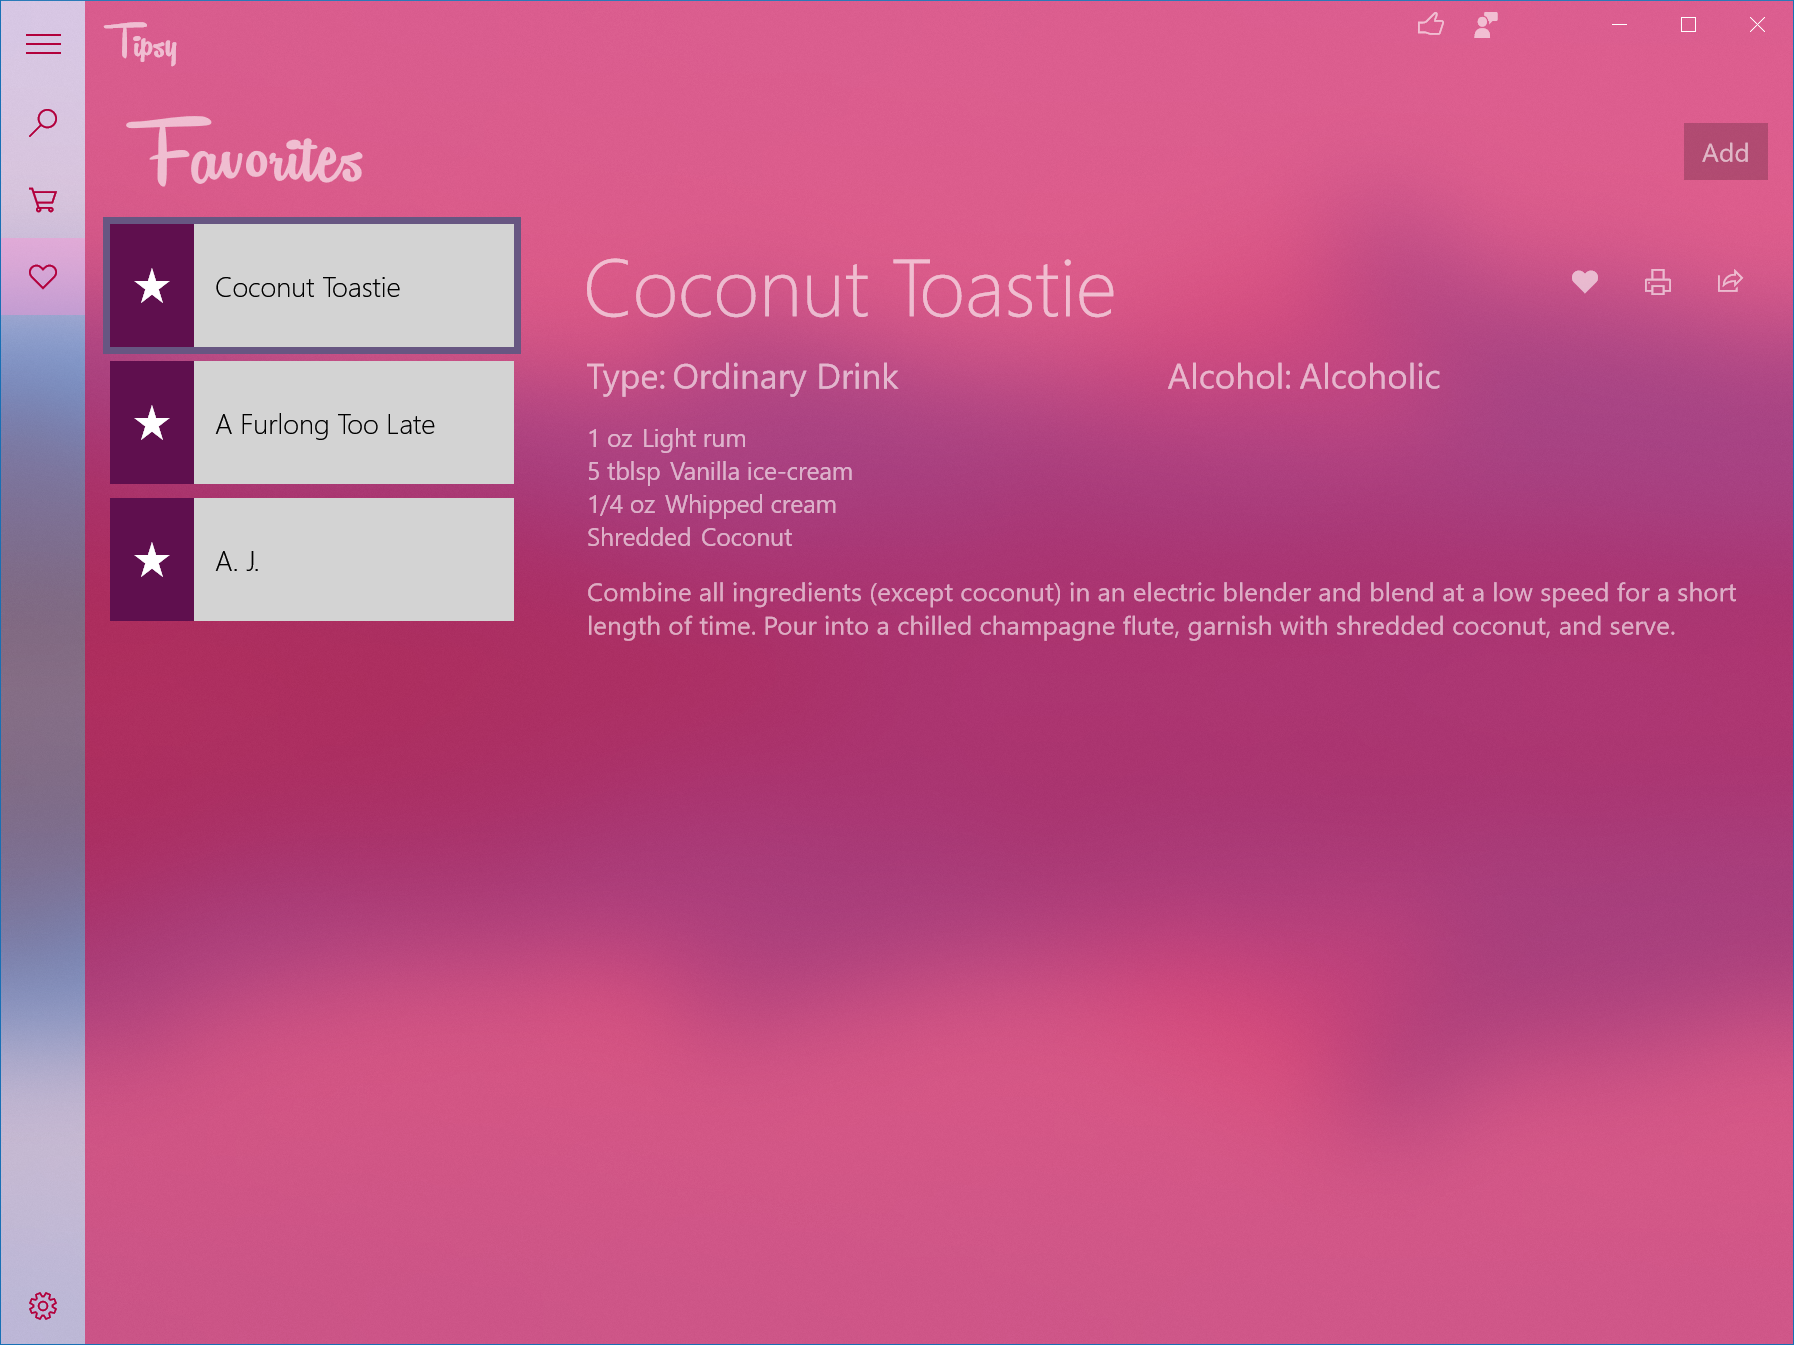 Tipsy
Favorites
Add
Coconut Toastie
A Furlong Too Late
A. J.
Coconut Toastie
Type: Ordinary Drink
Alcohol: Alcoholic
1 oz Light rum
5 tblsp Vanilla ice-cream
1/4 oz Whipped cream
Shredded Coconut
Combine all ingredients (except coconut) in an electric blender and blend at a low speed for a short
length of time. Pour into a chilled champagne flute, garnish with shredded coconut, and serve.